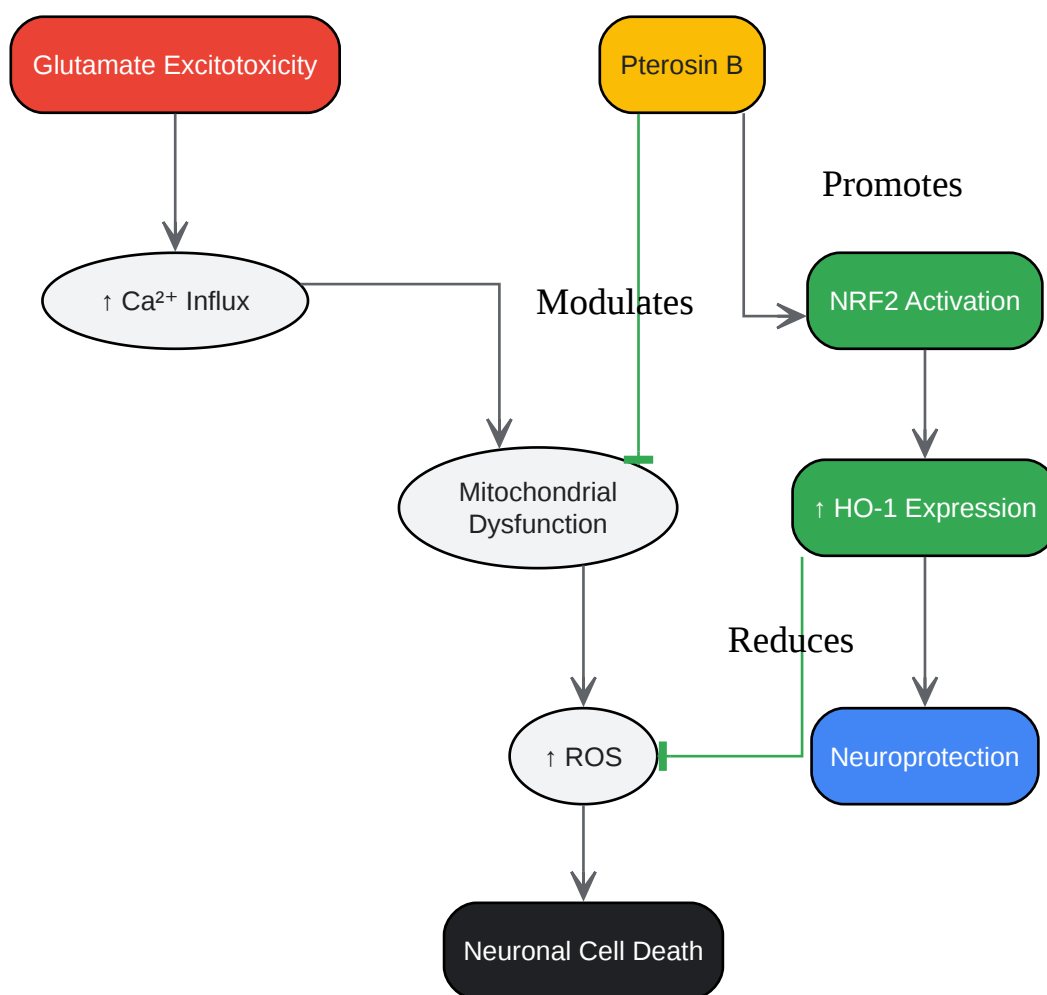 Glutamate Excitotoxicity
Pterosin B
Promotes
↑ Ca²⁺ Influx
Modulates
NRF2 Activation
Mitochondrial
Dysfunction
↑ HO-1 Expression
Reduces
↑ ROS
Neuroprotection
Neuronal Cell Death